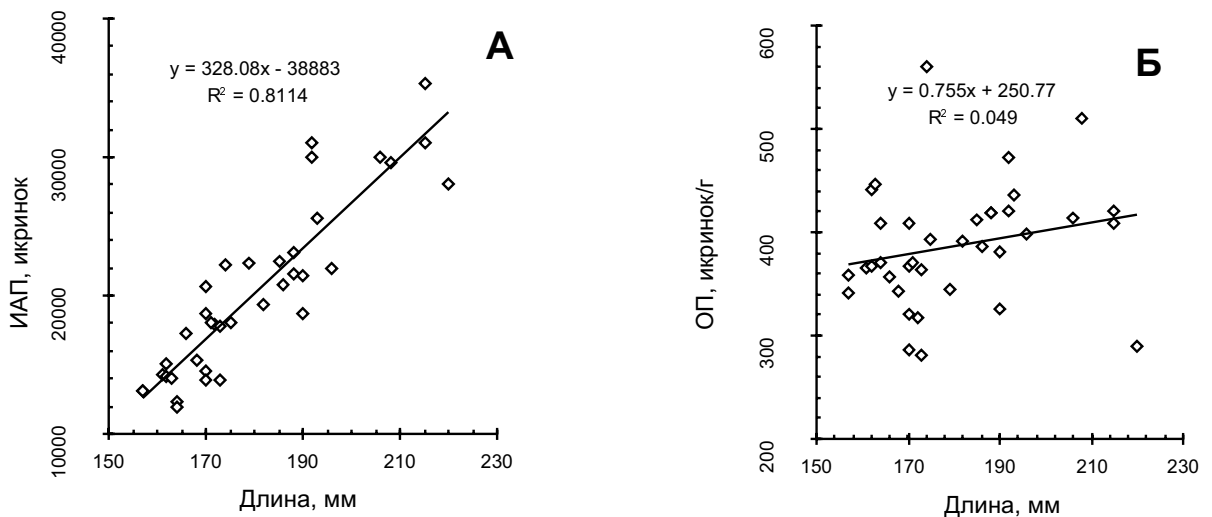 А
y = 328.08x - 38883
R² = 0.8114
ИАП, икринок
40000
30000
20000
10000
150 170 190 210 230
Длина, мм
Б
y = 0.755x + 250.77
R² = 0.049
ОП, икринок/г
600
500
400
300
200
150 170 190 210 230
Длина, мм